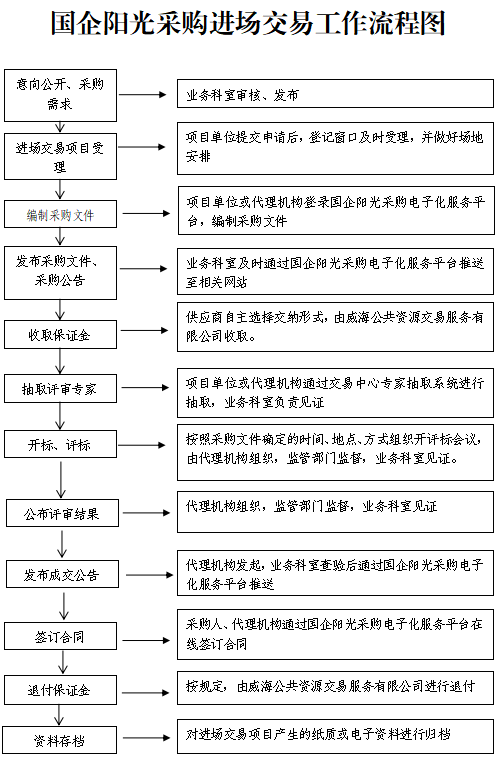 国企阳光采购进场交易工作流程图
意向公开、采购
需求
业务科室审核、发布
进场交易项目受
理
项目单位提交申请后，登记窗口及时受理，并做好场地
安排
编制采购文件
项目单位或代理机构登录国企阳光采购电子化服务平
台，编制采购文件
发布采购文件、
采购公告
业务科室及时通过国企阳光采购电子化服务平台推送
至相关网站
收取保证金
供应商自主选择交纳形式，由威海公共资源交易服务有
限公司收取。
抽取评审专家
项目单位或代理机构通过交易中心专家抽取系统进行
抽取，业务科室负责见证
开标、评标
按照采购文件确定的时间、地点、方式组织开评标会议，
由代理机构组织，监管部门监督，业务科室见证。
公布评审结果
代理机构组织，监管部门监督，业务科室见证
发布成交公告
代理机构发起，业务科室查验后通过国企阳光采购电子
化服务平台推送
签订合同
采购人、代理机构通过国企阳光采购电子化服务平台在
线签订合同
退付保证金
按规定，由威海公共资源交易服务有限公司进行退付
资料存档
对进场交易项目产生的纸质或电子资料进行归档